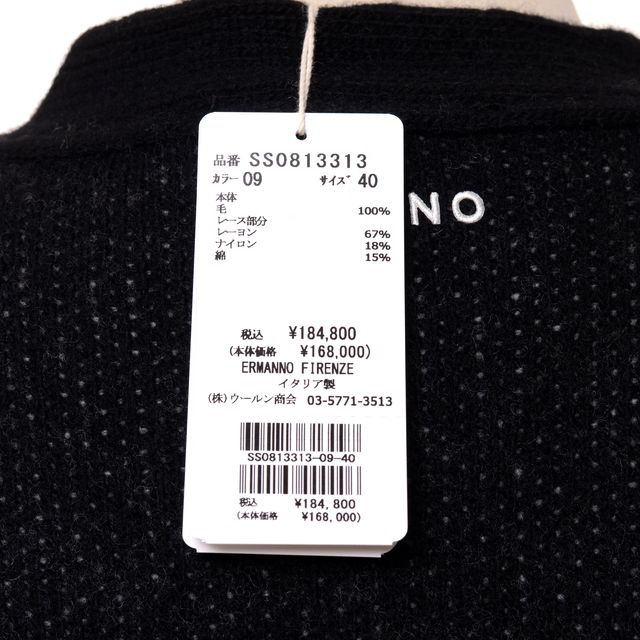 品番 SS0813313
カラー 09 サイズ 40
本体
毛 100%
レース部分
レーヨン 67%
ナイロン 18%
綿 15%
税込 ¥184,800
(本体価格 ¥168,000)
ERMANNO FIRENZE
イタリア製
(株)ウールン商会 03-5771-3513
SS0813313-09-40
税込 ¥184,800
(本体価格 ¥168,000)
NO